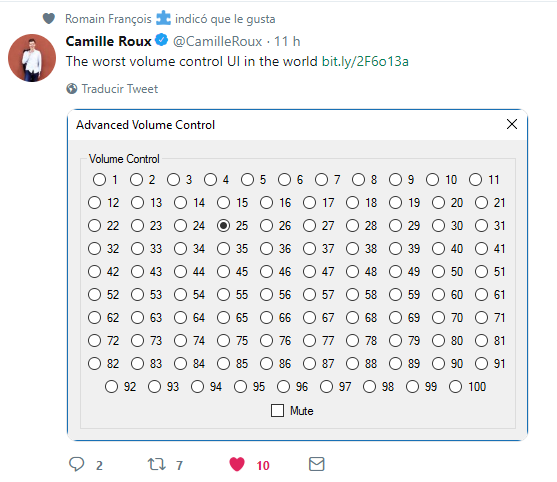 Romain François indicó que le gusta
Camille Roux @CamilleRoux · 11 h
The worst volume control UI in the world bit.ly/2F6o13a
Traducir Tweet
Advanced Volume Control
Volume Control
1 2 3 4 5 6 7 8 9 10 11
12 13 14 15 16 17 18 19 20 21
22 23 24 25 26 27 28 29 30 31
32 33 34 35 36 37 38 39 40 41
42 43 44 45 46 47 48 49 50 51
52 53 54 55 56 57 58 59 60 61
62 63 64 65 66 67 68 69 70 71
72 73 74 75 76 77 78 79 80 81
82 83 84 85 86 87 88 89 90 91
92 93 94 95 96 97 98 99 100
Mute
2 7 10